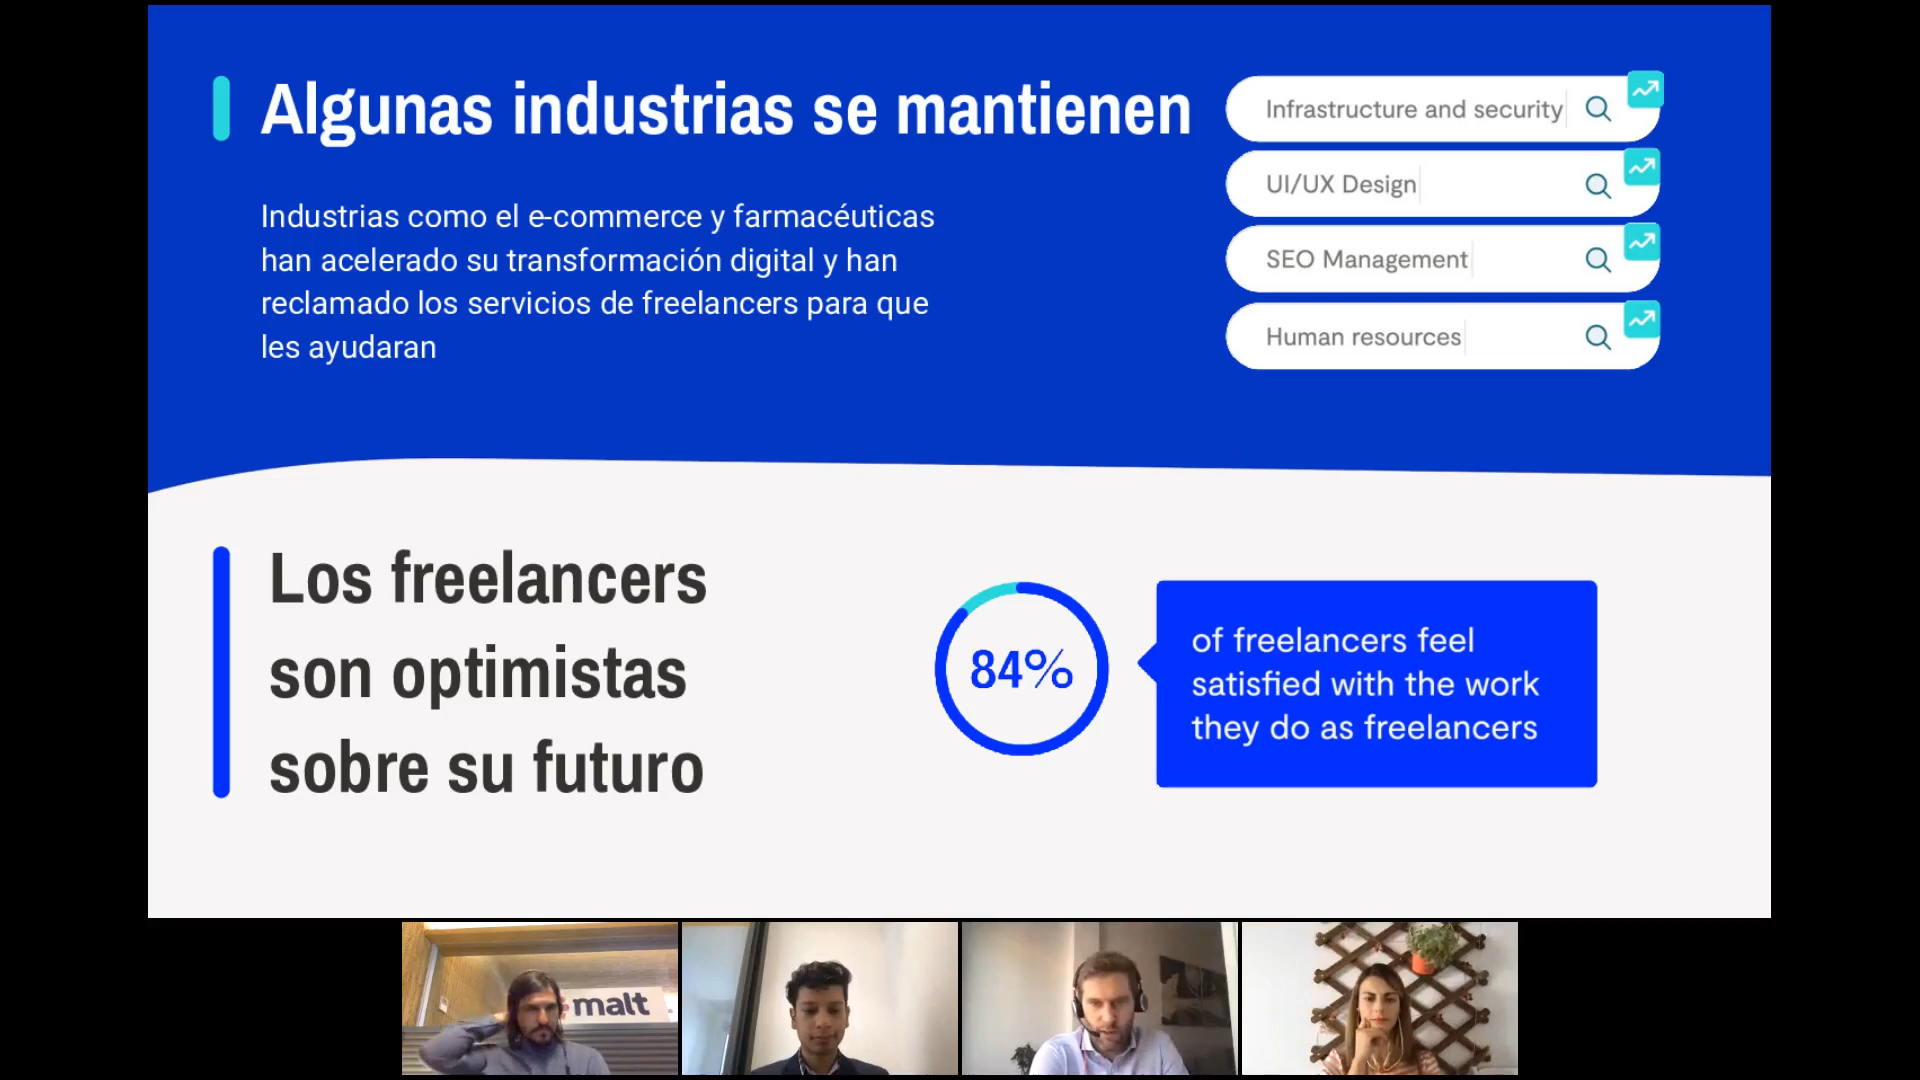 Algunas industrias se mantienen
Industrias como el e-commerce y farmacéuticas
han acelerado su transformación digital y han
reclamado los servicios de freelancers para que
les ayudaran
Infrastructure and security
UI/UX Design
SEO Management
Human resources
Los freelancers
son optimistas
sobre su futuro
84%
of freelancers feel
satisfied with the work
they do as freelancers
malt